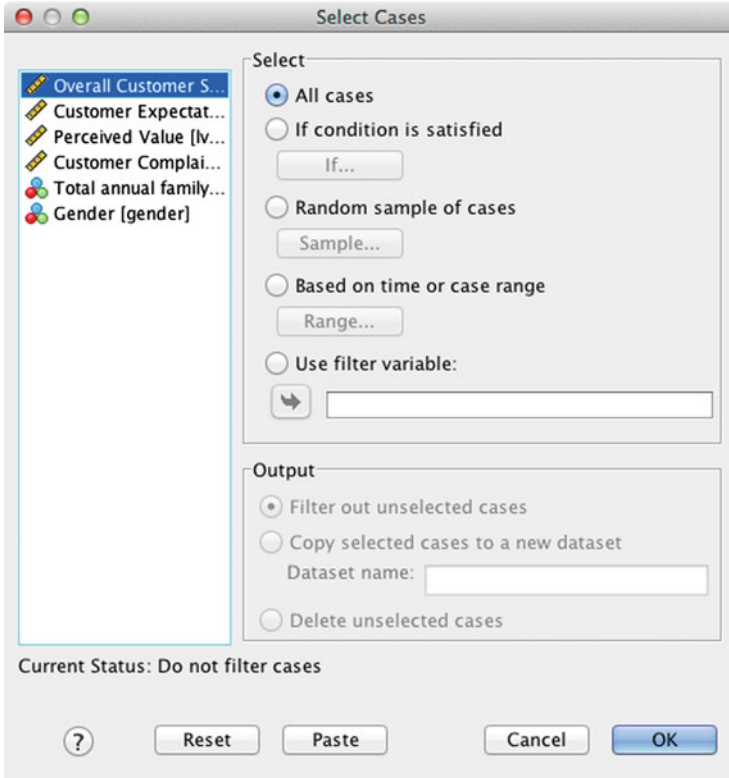 Select Cases
Overall Customer S...
Customer Expectat...
Perceived Value [lv...
Customer Complai...
Total annual family...
Gender [gender]
Select
All cases
If condition is satisfied
If...
Random sample of cases
Sample...
Based on time or case range
Range...
Use filter variable:
Output
Filter out unselected cases
Copy selected cases to a new dataset
Dataset name:
Delete unselected cases
Current Status: Do not filter cases
?
Reset
Paste
Cancel
OK